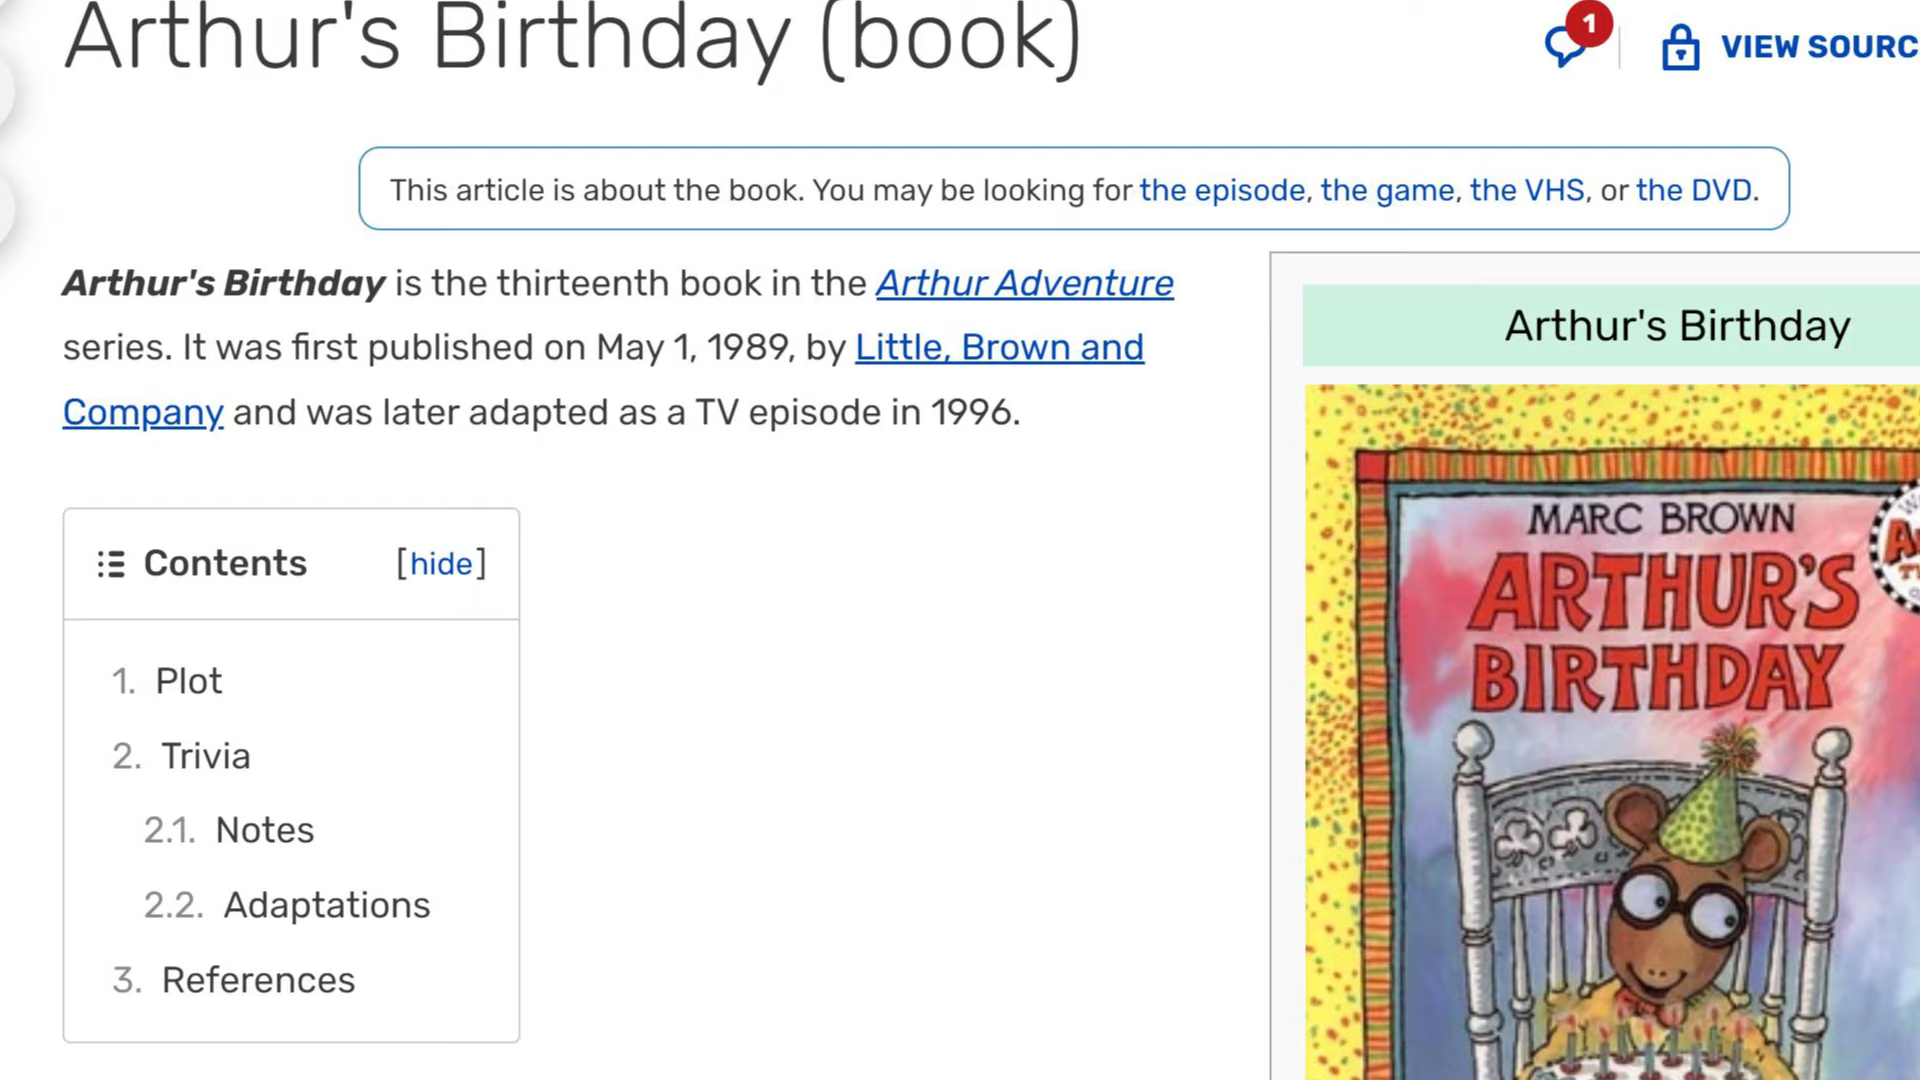 Arthur's Birthday (book)
1
VIEW SOURC
This article is about the book. You may be looking for the episode, the game, the VHS, or the DVD.
Arthur's Birthday is the thirteenth book in the Arthur Adventure
series. It was first published on May 1, 1989, by Little, Brown and
Company and was later adapted as a TV episode in 1996.
Contents [hide]
1. Plot
2. Trivia
2.1. Notes
2.2. Adaptations
3. References
Arthur's Birthday
MARC BROWN
ARTHUR'S
BIRTHDAY